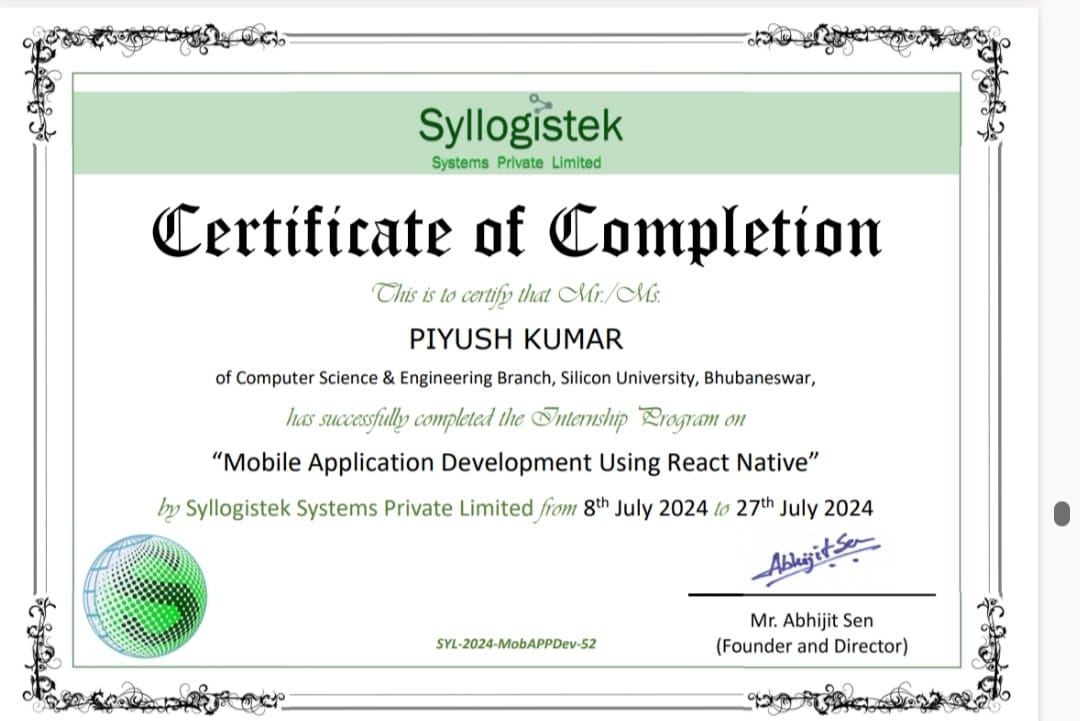 Syllogistek
Systems Private Limited
Certificate of Completion
This is to certify that Mr./Ms.
PIYUSH KUMAR
of Computer Science & Engineering Branch, Silicon University, Bhubaneswar,
has successfully completed the Internship Program on
“Mobile Application Development Using React Native”
by Syllogistek Systems Private Limited from 8th July 2024 to 27th July 2024
Abhijit Sen
Mr. Abhijit Sen
(Founder and Director)
SYL-2024-MobAPPDev-52